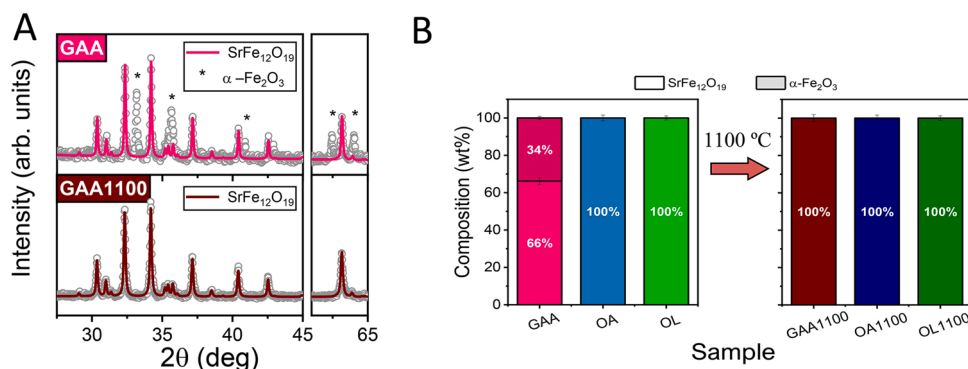 A
GAA
SrFe₁₂O₁₉
* α –Fe₂O₃
*
*
*
*
*
GAA1100
SrFe₁₂O₁₉
Intensity (arb. units)
30
35
40
45
65
2θ (deg)
B
SrFe₁₂O₁₉
α-Fe₂O₃
Composition (wt%)
100
80
60
40
20
0
34%
66%
100%
100%
GAA
OA
OL
1100 ºC
100%
100%
100%
GAA1100
OA1100
OL1100
Sample